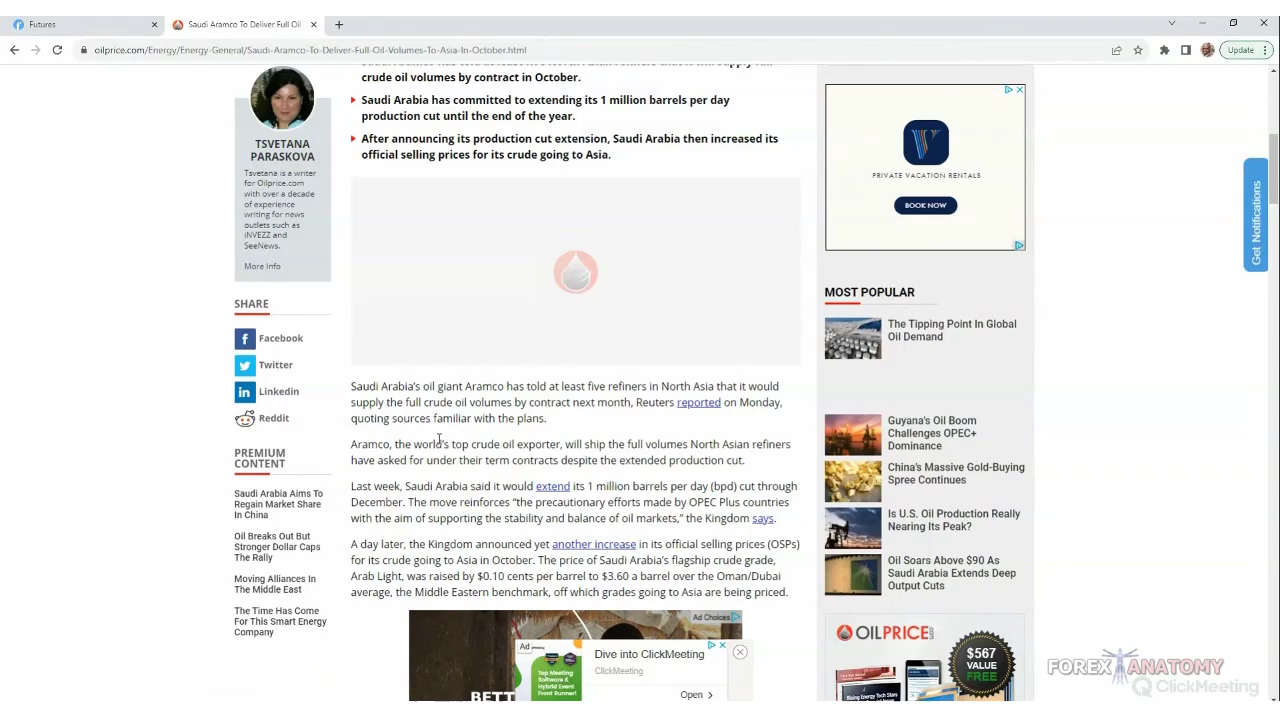 Futures
Saudi Aramco To Deliver Full Oil
oilprice.com/Energy/Energy-General/Saudi-Aramco-To-Deliver-Full-Oil-Volumes-To-Asia-In-October.html
Update
crude oil volumes by contract in October.
Saudi Arabia has committed to extending its 1 million barrels per day
production cut until the end of the year.
After announcing its production cut extension, Saudi Arabia then increased its
official selling prices for its crude going to Asia.
TSVETANA
PARASKOVA
Tsvetana is a writer
for Oilprice.com
with over a decade
of experience
writing for news
outlets such as
iNVEZZ and
SeeNews.
More Info
SHARE
Facebook
Twitter
Linkedin
Reddit
PREMIUM
CONTENT
Saudi Arabia Aims To
Regain Market Share
In China
Oil Breaks Out But
Stronger Dollar Caps
The Rally
Moving Alliances In
The Middle East
The Time Has Come
For This Smart Energy
Company
Saudi Arabia's oil giant Aramco has told at least five refiners in North Asia that it would
supply the full crude oil volumes by contract next month, Reuters reported on Monday,
quoting sources familiar with the plans.
Aramco, the world's top crude oil exporter, will ship the full volumes North Asian refiners
have asked for under their term contracts despite the extended production cut.
Last week, Saudi Arabia said it would extend its 1 million barrels per day (bpd) cut through
December. The move reinforces “the precautionary efforts made by OPEC Plus countries
with the aim of supporting the stability and balance of oil markets,” the Kingdom says.
A day later, the Kingdom announced yet another increase in its official selling prices (OSPs)
for its crude going to Asia in October. The price of Saudi Arabia's flagship crude grade,
Arab Light, was raised by $0.10 cents per barrel to $3.60 a barrel over the Oman/Dubai
average, the Middle Eastern benchmark, off which grades going to Asia are being priced.
Ad Choices
BETT
Ad
Top Meeting
Software &
Hybrid Event
Front Runner!
Dive into ClickMeeting
ClickMeeting
Open
PRIVATE VACATION RENTALS
BOOK NOW
Get Notifications
MOST POPULAR
The Tipping Point In Global
Oil Demand
Guyana's Oil Boom
Challenges OPEC+
Dominance
China's Massive Gold-Buying
Spree Continues
Is U.S. Oil Production Really
Nearing Its Peak?
Oil Soars Above $90 As
Saudi Arabia Extends Deep
Output Cuts
OILPRICE.COM
$567
VALUE
FREE
FOREX ANATOMY
ClickMeeting